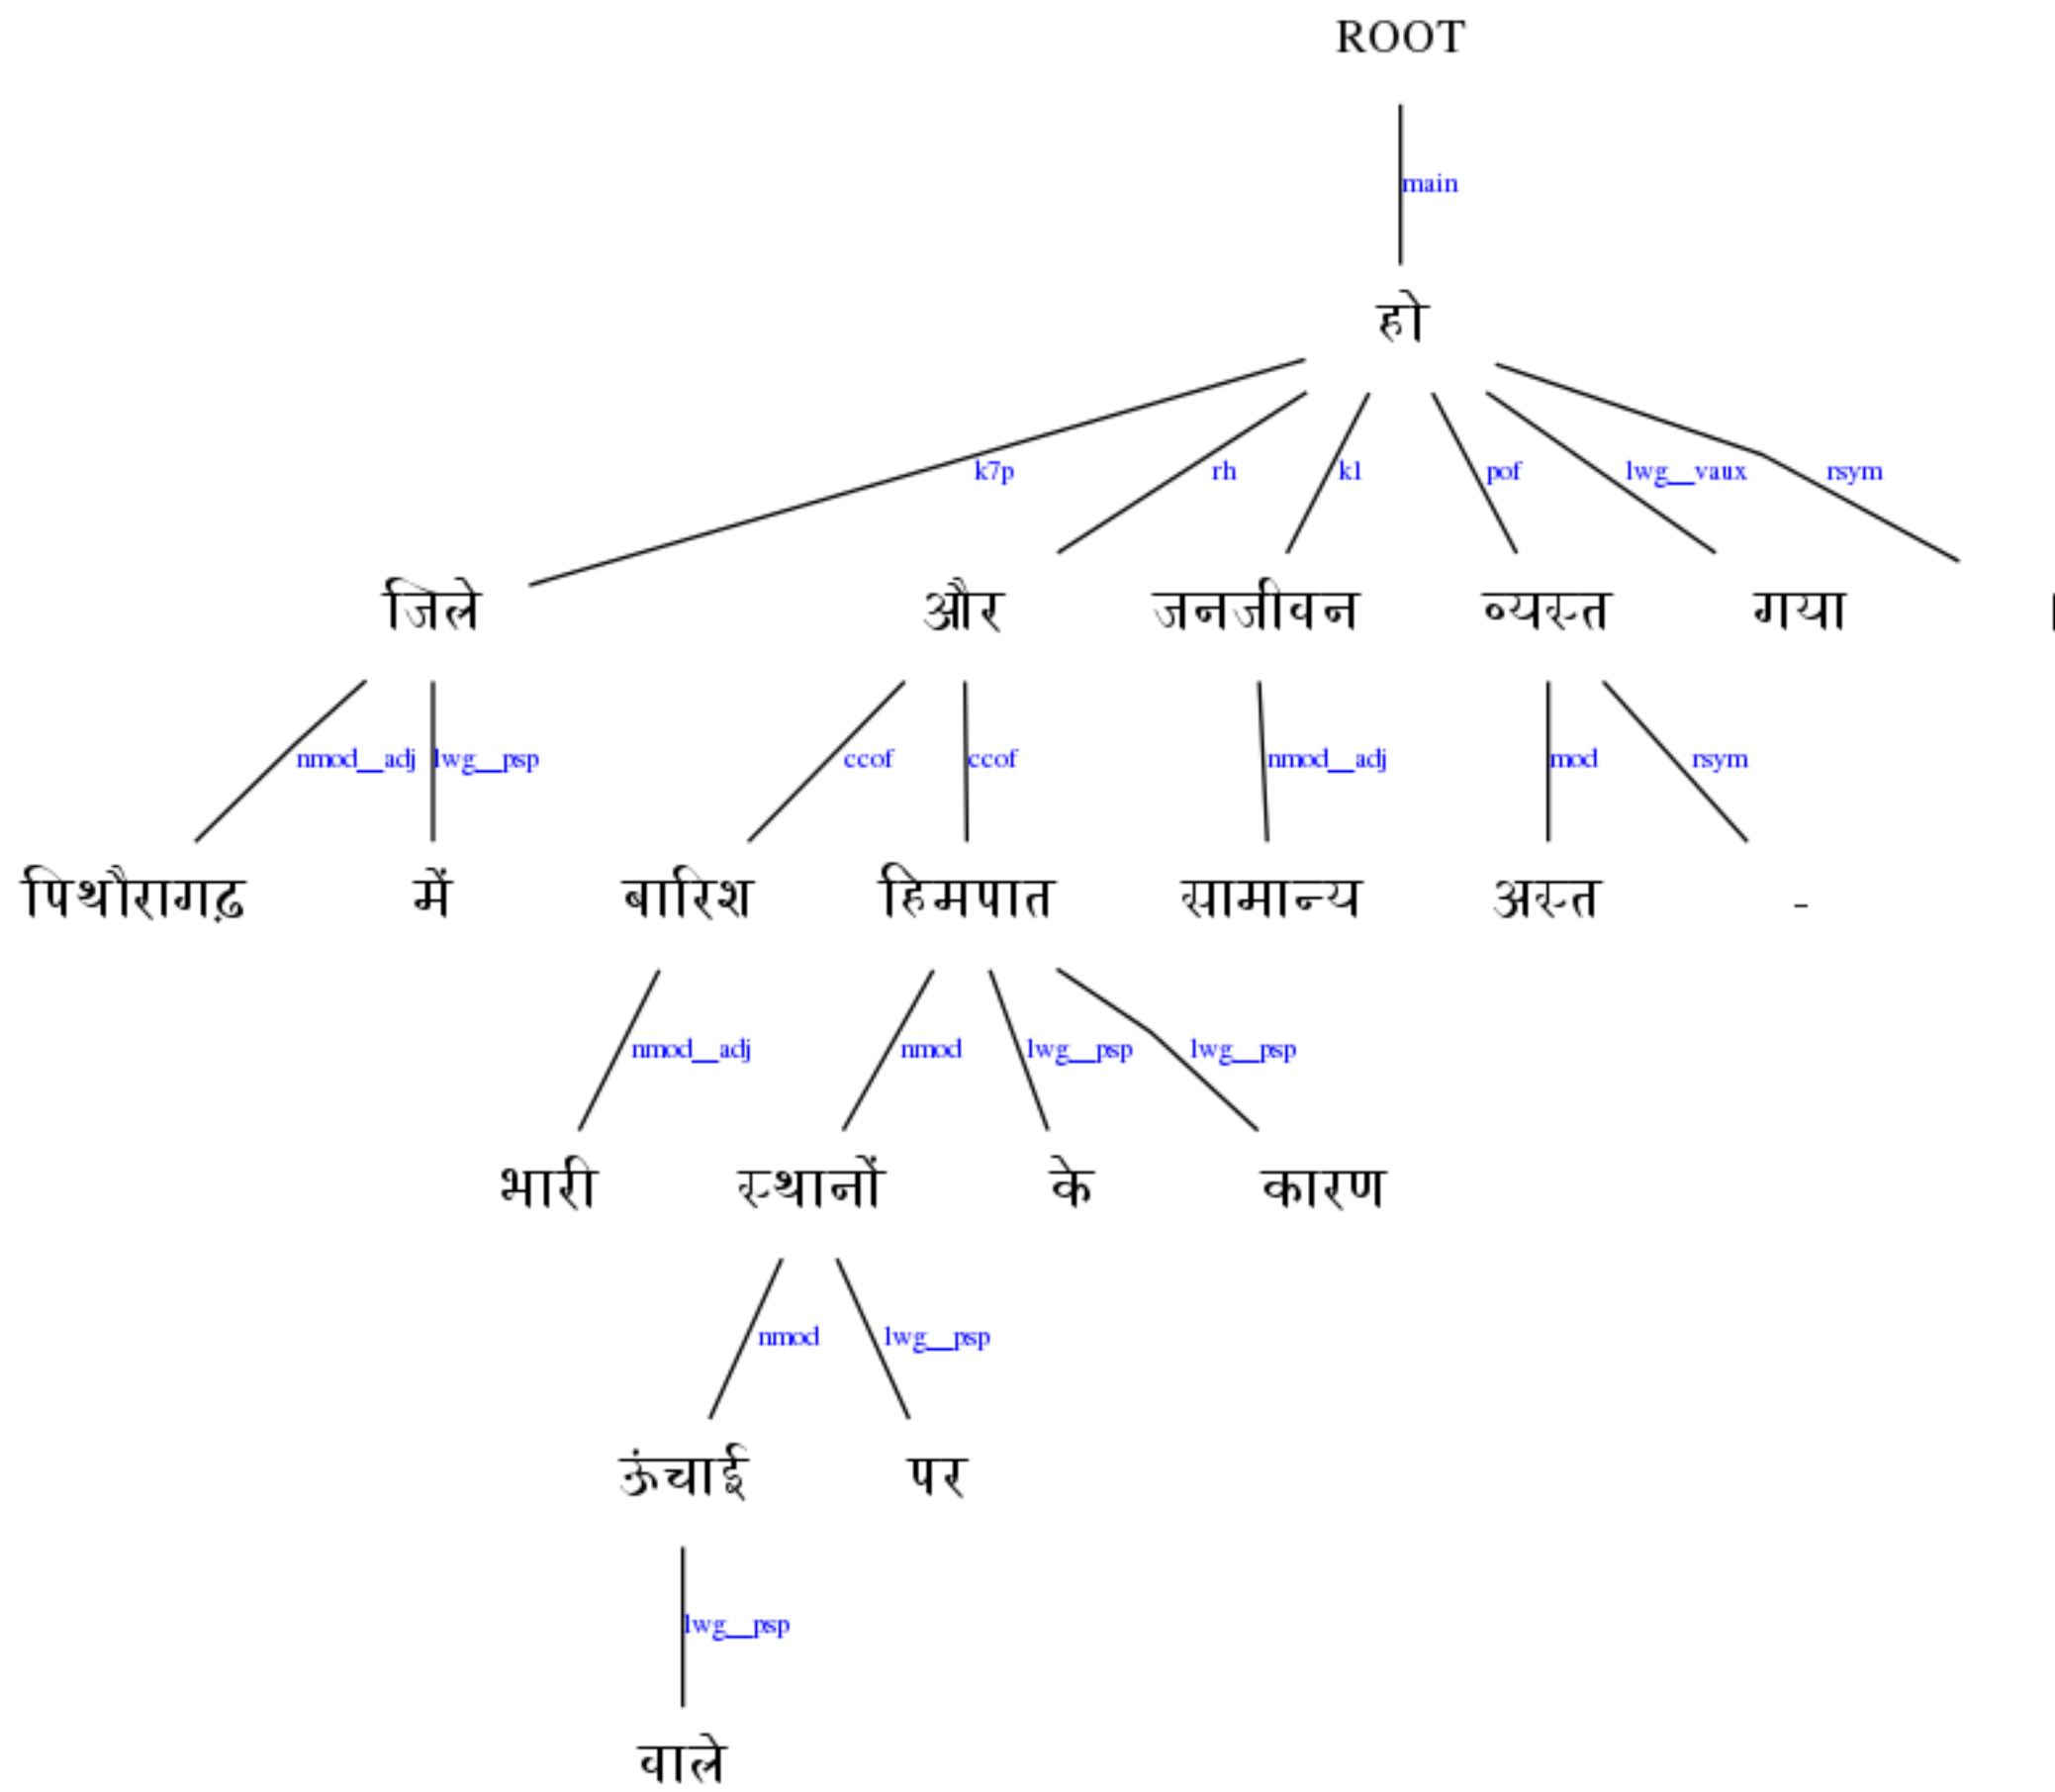 ROOT
main
हो
k7p rh k1 pof lwg__vaux rsym
जिले और जनजीवन व्यस्त गया ।
nmod__adj lwg__psp ccof ccof nmod__adj mod rsym
पिथौरागढ़ में बारिश हिमपात सामान्य अस्त -
nmod__adj nmod lwg__psp lwg__psp
भारी स्थानों के कारण
nmod lwg__psp
ऊंचाई पर
lwg__psp
वाले